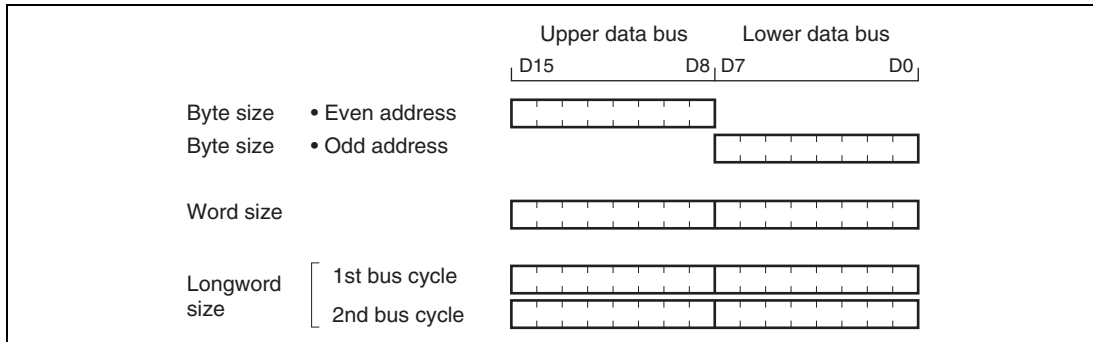 Upper data bus Lower data bus
D15 D8 D7 D0
Byte size • Even address
Byte size • Odd address
Word size
Longword size
1st bus cycle
2nd bus cycle